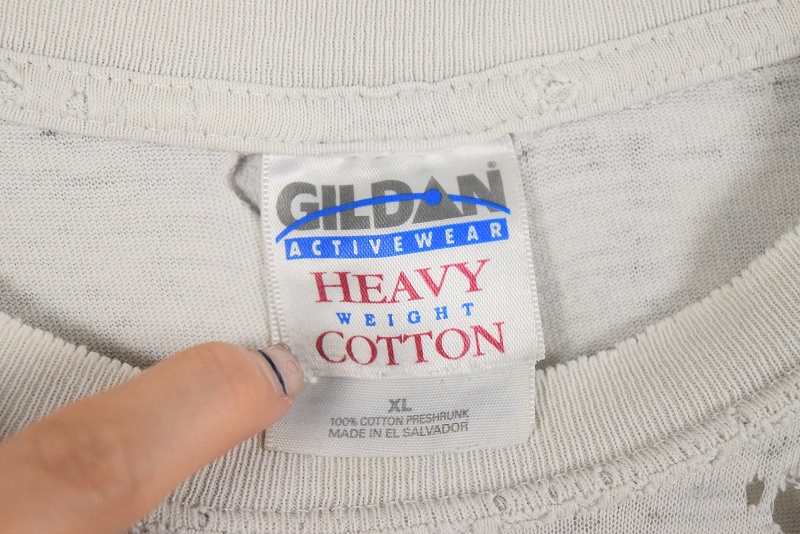 GILDAN®
ACTIVEWEAR
HEAVY
WEIGHT
COTTON
XL
100% COTTON PRESHRUNK
MADE IN EL SALVADOR